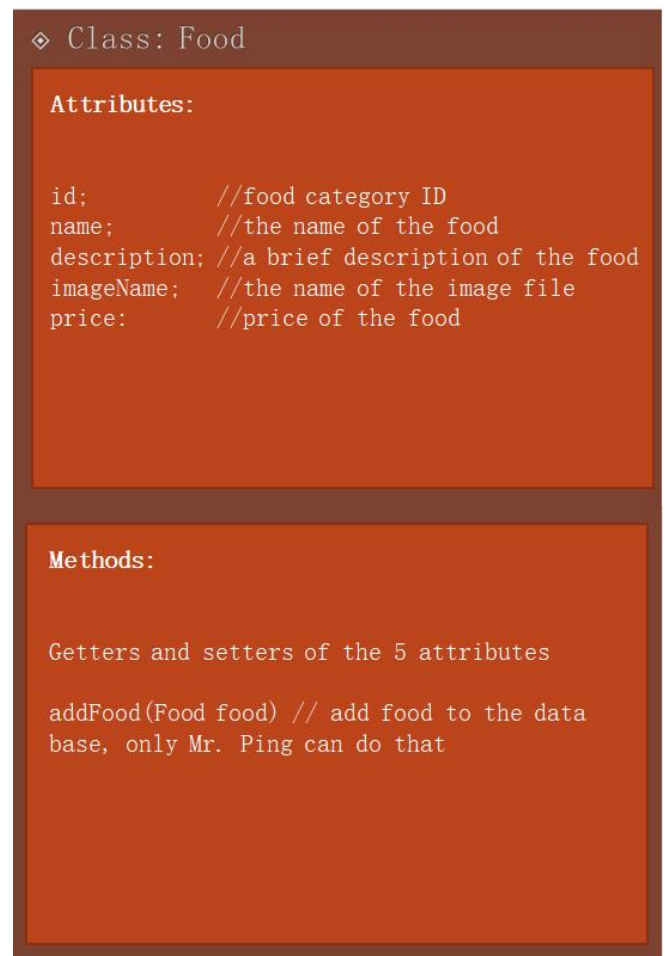 Class: Food
Attributes:
id; //food category ID
name; //the name of the food
description; //a brief description of the food
imageName; //the name of the image file
price: //price of the food
Methods:
Getters and setters of the 5 attributes
addFood(Food food) // add food to the data
base, only Mr. Ping can do that